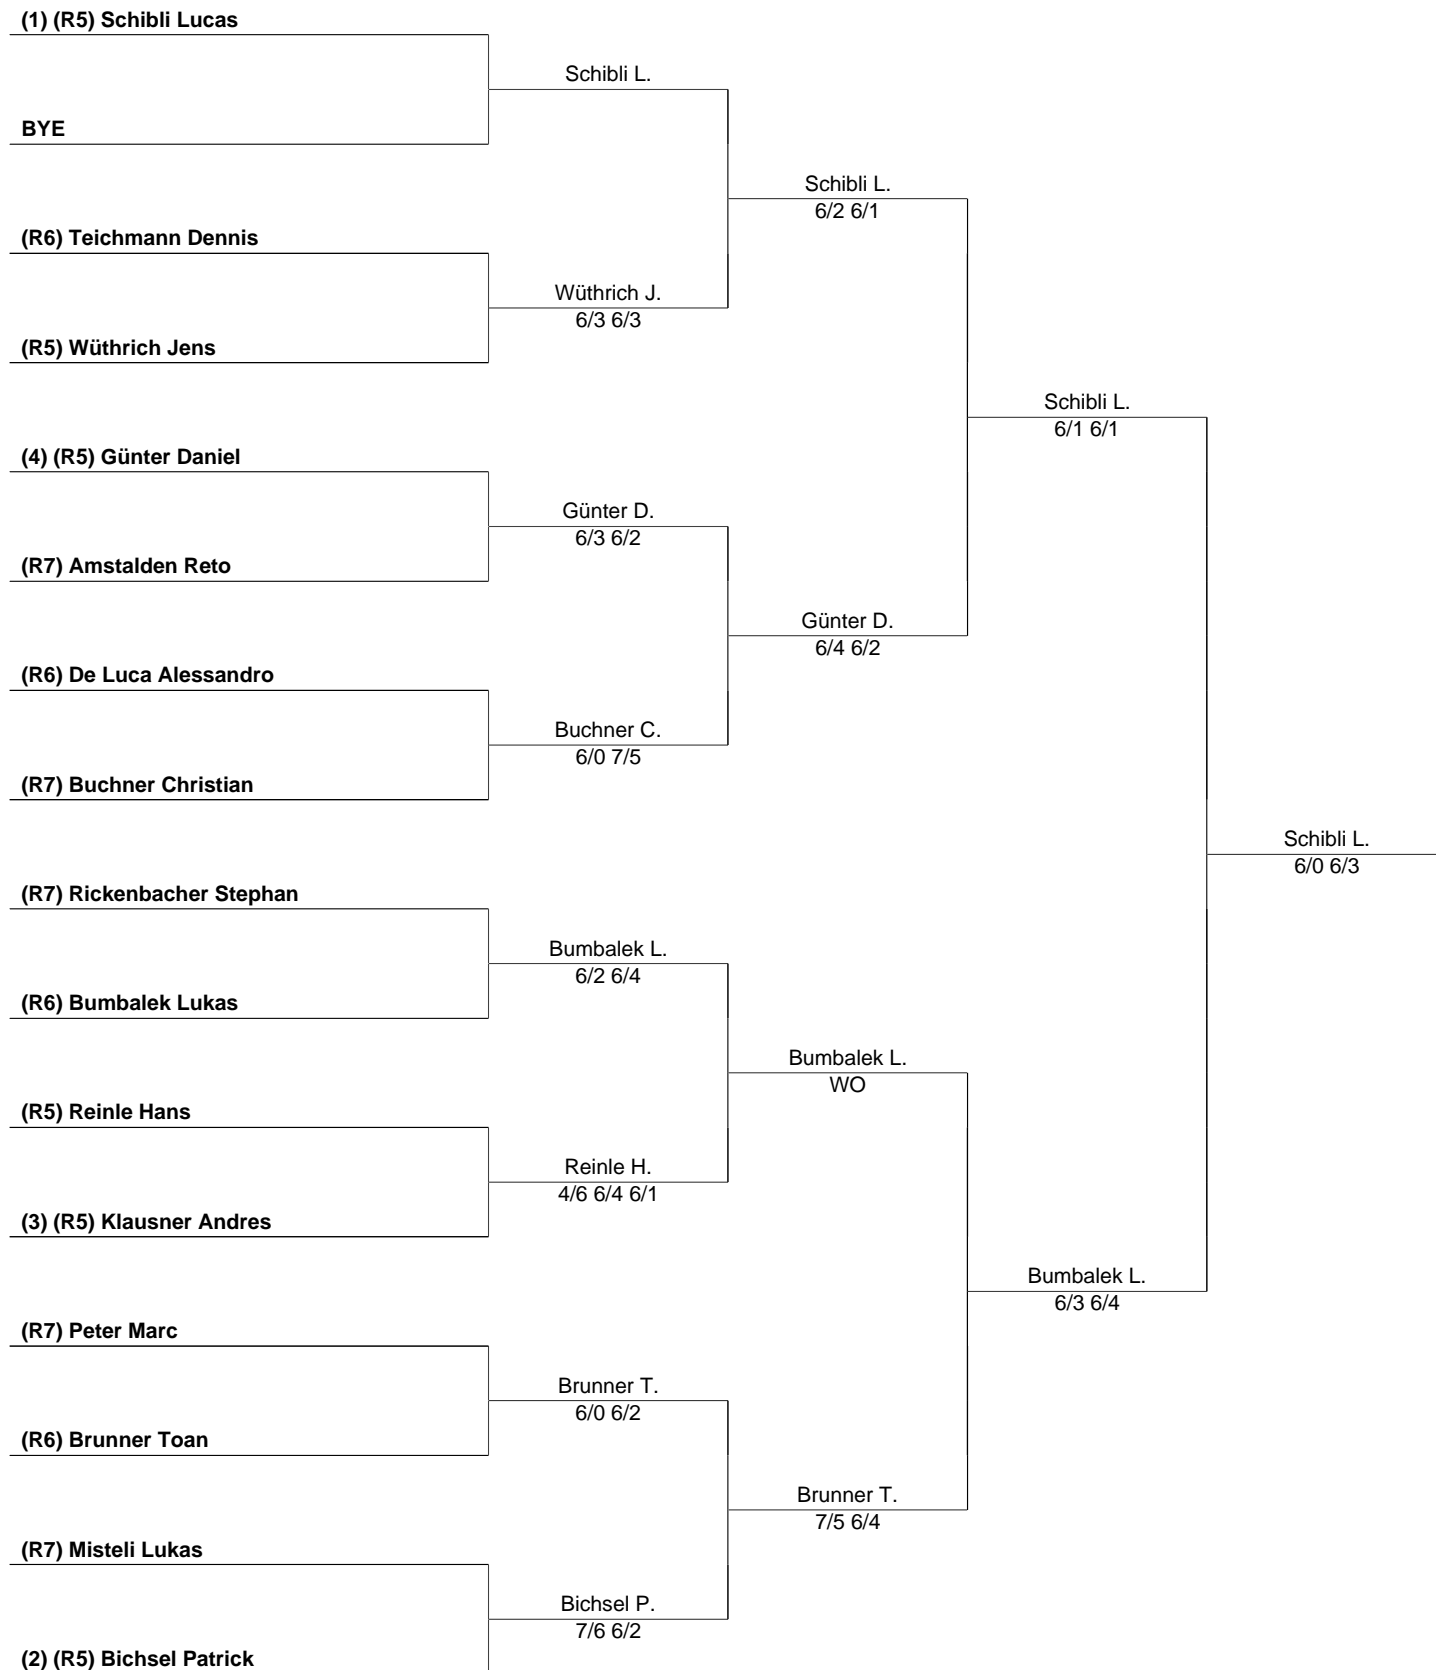 (1) (R5) Schibli Lucas
Schibli L.
BYE
Schibli L.
6/2 6/1
(R6) Teichmann Dennis
Wüthrich J.
6/3 6/3
(R5) Wüthrich Jens
Schibli L.
6/1 6/1
(4) (R5) Günter Daniel
Günter D.
6/3 6/2
(R7) Amstalden Reto
Günter D.
6/4 6/2
(R6) De Luca Alessandro
Buchner C.
6/0 7/5
(R7) Buchner Christian
Schibli L.
6/0 6/3
(R7) Rickenbacher Stephan
Bumbalek L.
6/2 6/4
(R6) Bumbalek Lukas
Bumbalek L.
WO
(R5) Reinle Hans
Reinle H.
4/6 6/4 6/1
(3) (R5) Klausner Andres
Bumbalek L.
6/3 6/4
(R7) Peter Marc
Brunner T.
6/0 6/2
(R6) Brunner Toan
Brunner T.
7/5 6/4
(R7) Misteli Lukas
Bichsel P.
7/6 6/2
(2) (R5) Bichsel Patrick